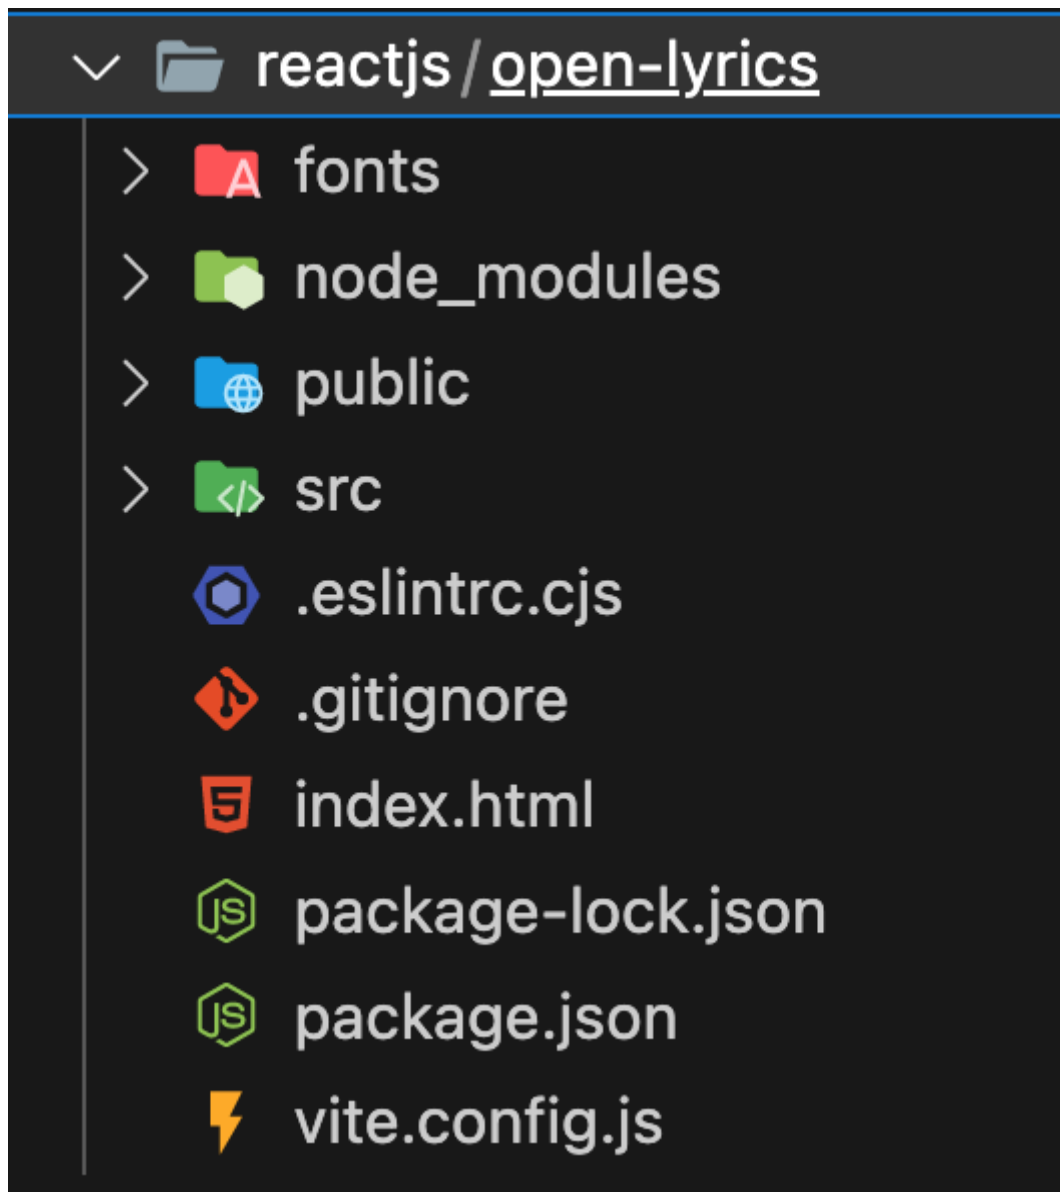 reactjs/open-lyrics
fonts
node_modules
public
src
.eslintrc.cjs
.gitignore
index.html
package-lock.json
package.json
vite.config.js